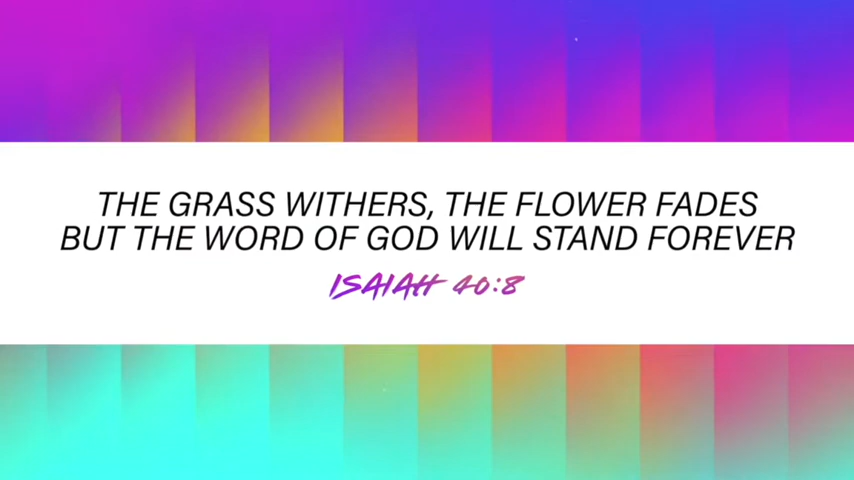 THE GRASS WITHERS, THE FLOWER FADES
BUT THE WORD OF GOD WILL STAND FOREVER
ISAIAH 40:8